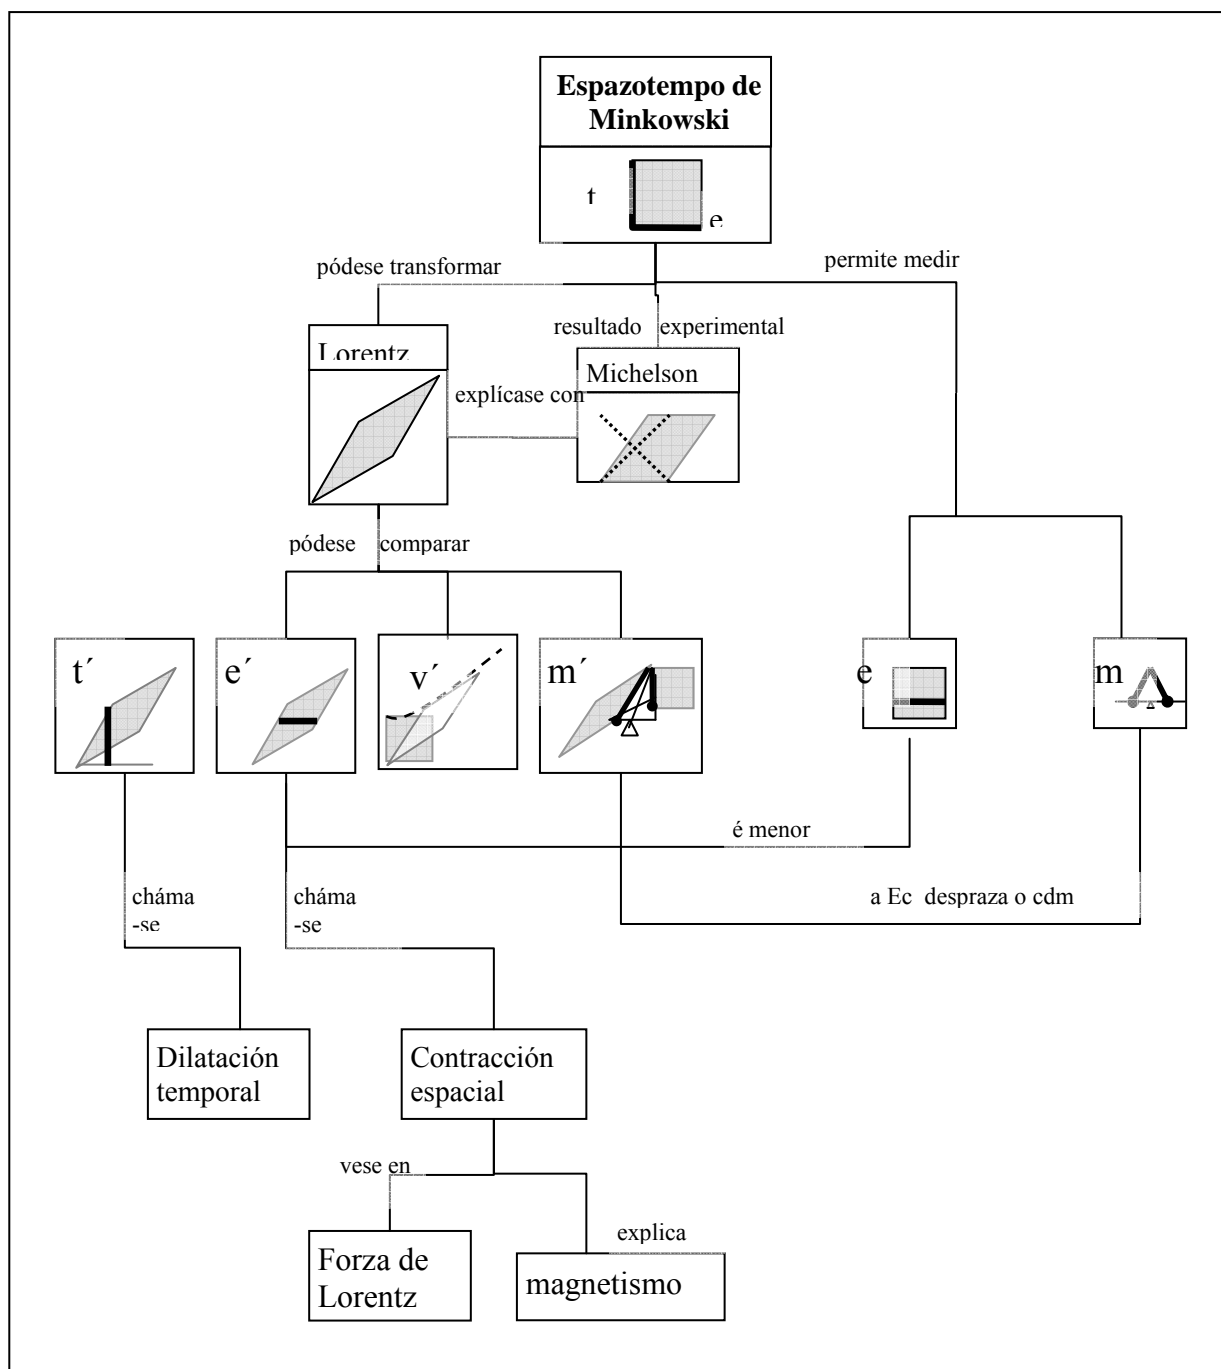 Espazotempo de
Minkowski
t
e
pódese transformar
permite medir
resultado experimental
Lorentz
Michelson
explícase con
pódese comparar
t´
e´
v´
m´
e
m
é menor
cháma
-se
cháma
-se
a Ec despraza o cdm
Dilatación
temporal
Contracción
espacial
vese en
explica
Forza de
Lorentz
magnetismo